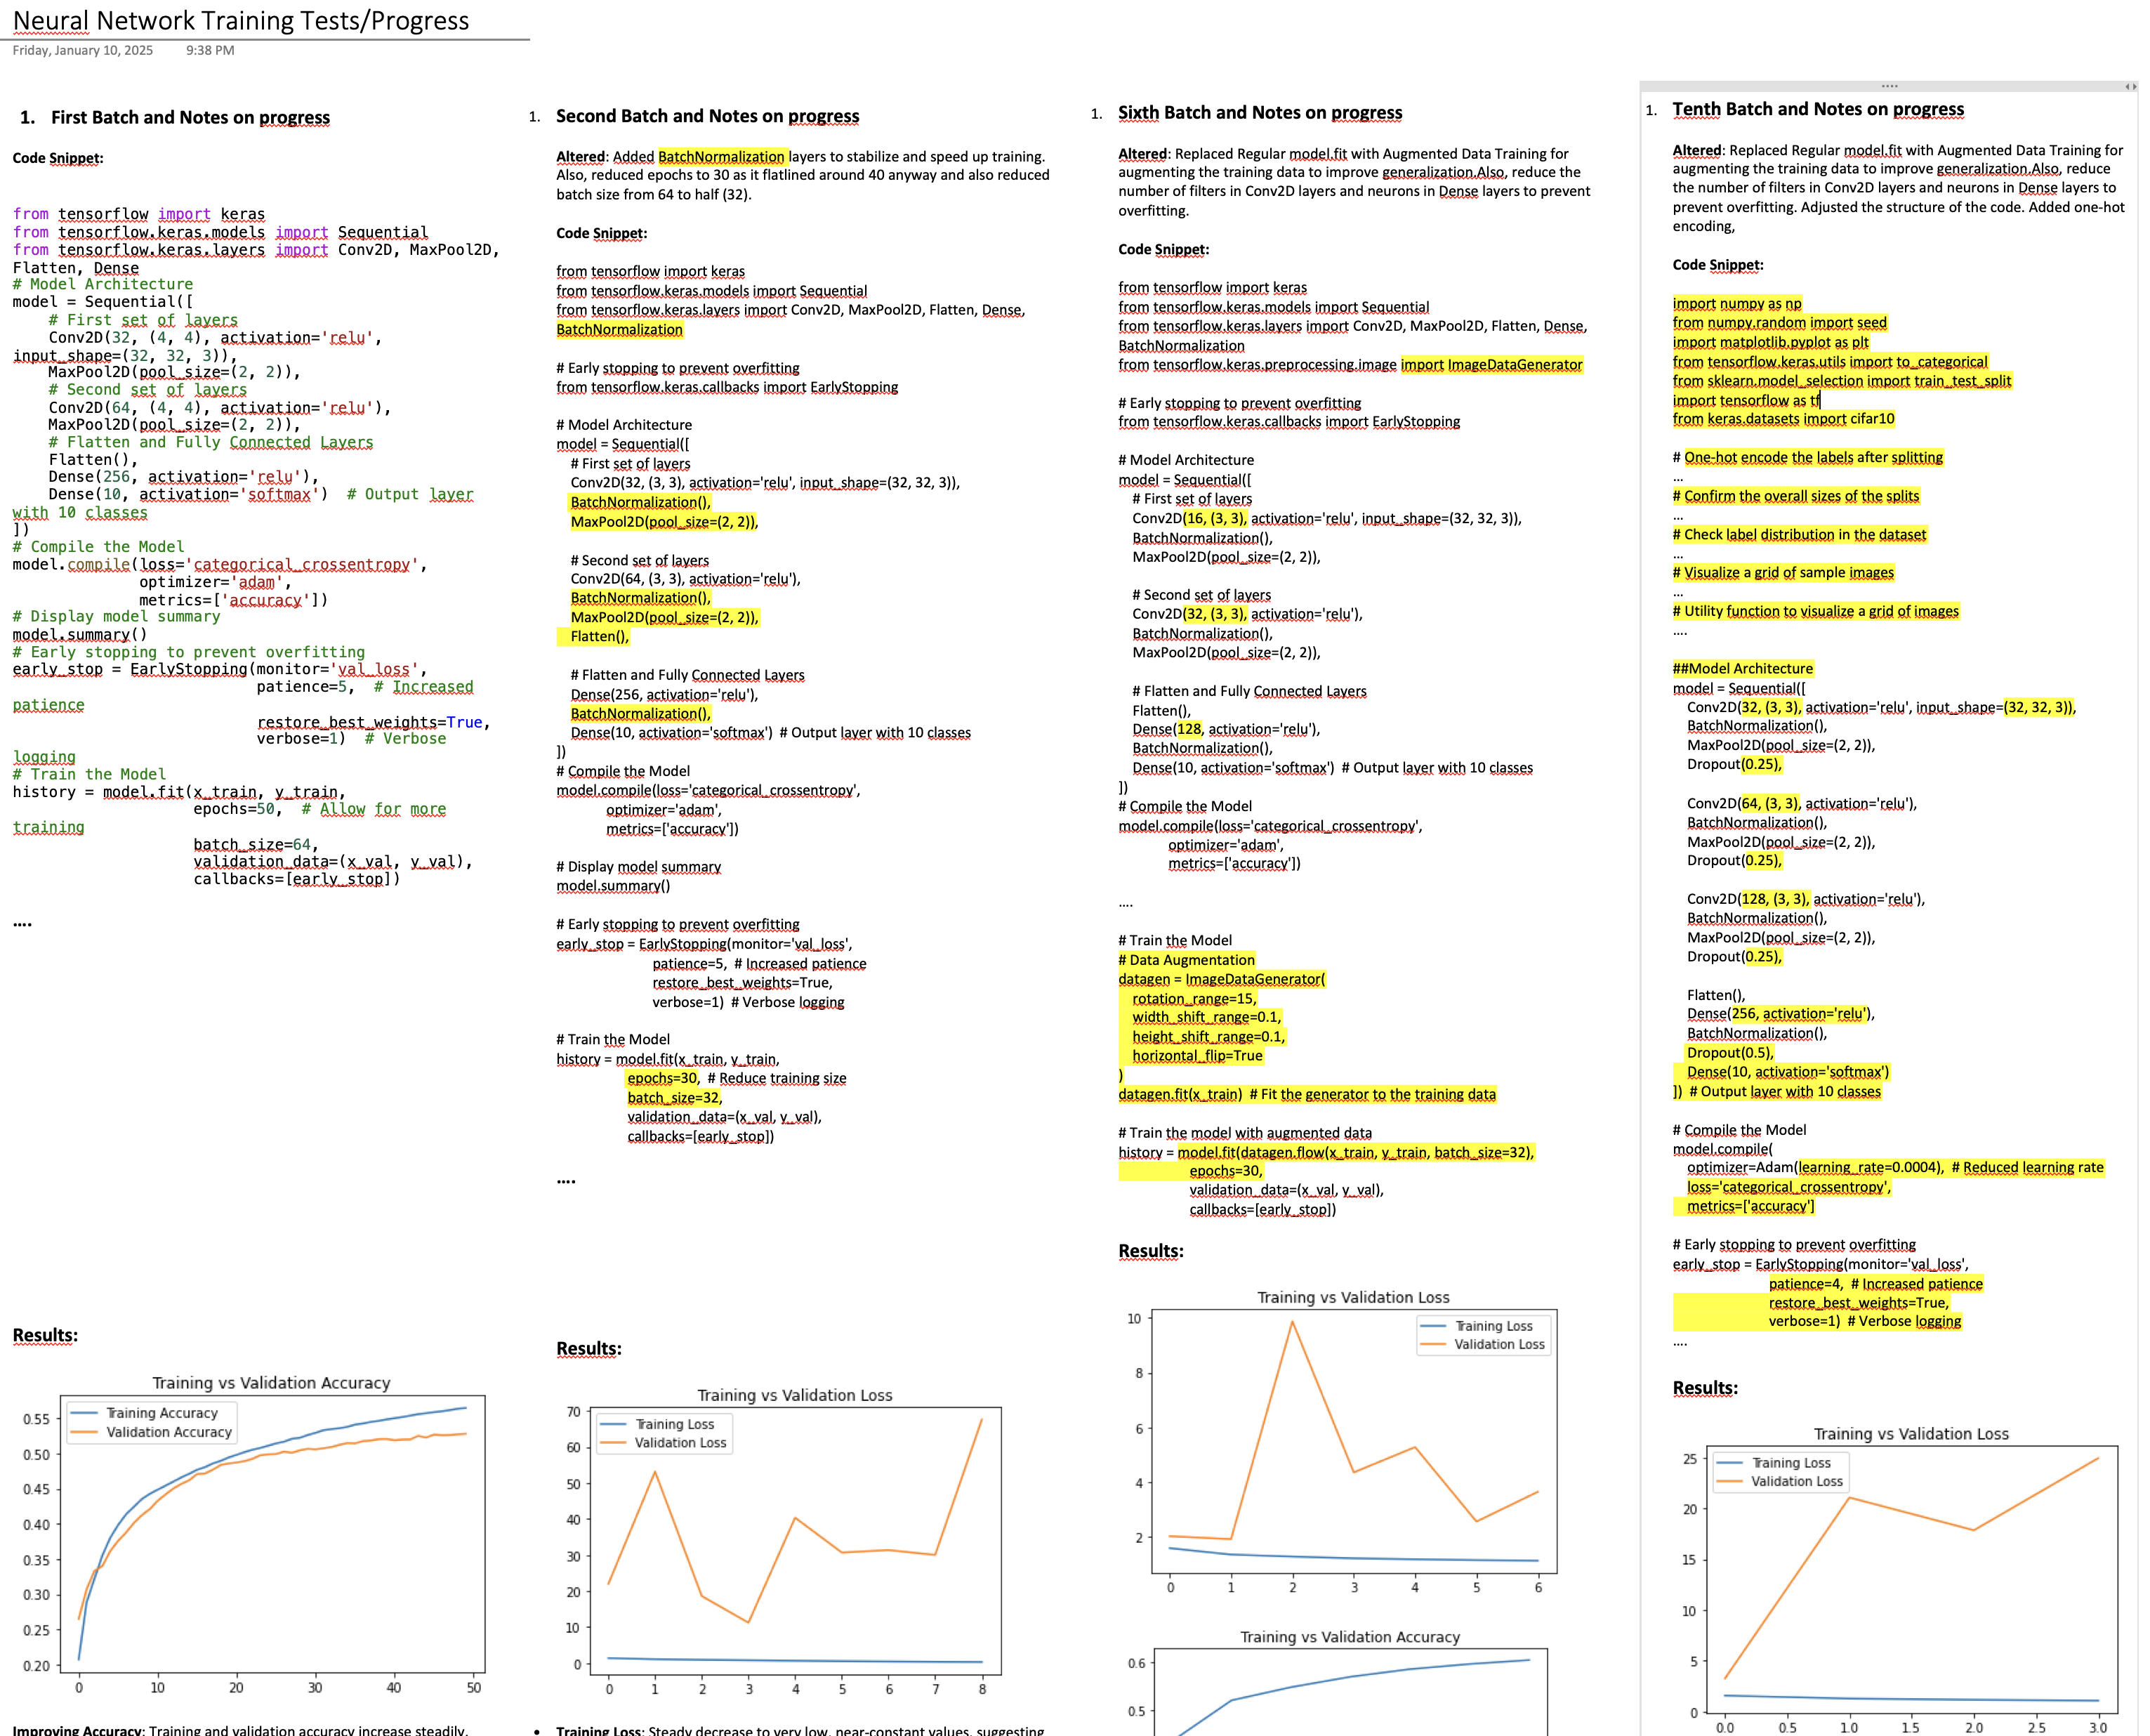 Neural Network Training Tests/Progress
Friday, January 10, 2025 9:38 PM
1. First Batch and Notes on progress
Code Snippet:
from tensorflow import keras
from tensorflow.keras.models import Sequential
from tensorflow.keras.layers import Conv2D, MaxPool2D,
Flatten, Dense
# Model Architecture
model = Sequential([
# First set of layers
Conv2D(32, (4, 4), activation='relu',
input_shape=(32, 32, 3)),
MaxPool2D(pool_size=(2, 2)),
# Second set of layers
Conv2D(64, (4, 4), activation='relu'),
MaxPool2D(pool_size=(2, 2)),
# Flatten and Fully Connected Layers
Flatten(),
Dense(256, activation='relu'),
Dense(10, activation='softmax') # Output layer
with 10 classes
])
# Compile the Model
model.compile(loss='categorical_crossentropy',
optimizer='adam',
metrics=['accuracy'])
# Display model summary
model.summary()
# Early stopping to prevent overfitting
early_stop = EarlyStopping(monitor='val_loss',
patience=5, # Increased
patience
restore_best_weights=True,
verbose=1) # Verbose
logging
# Train the Model
history = model.fit(x_train, y_train,
epochs=50, # Allow for more
training
batch_size=64,
validation_data=(x_val, y_val),
callbacks=[early_stop])
....
Results:
Training vs Validation Accuracy
Training Accuracy
Validation Accuracy
0.55
0.50
0.45
0.40
0.35
0.30
0.25
0.20
0 10 20 30 40 50
Improving Accuracy: Training and validation accuracy increase steadily,
1. Second Batch and Notes on progress
Altered: Added BatchNormalization layers to stabilize and speed up training.
Also, reduced epochs to 30 as it flatlined around 40 anyway and also reduced
batch size from 64 to half (32).
Code Snippet:
from tensorflow import keras
from tensorflow.keras.models import Sequential
from tensorflow.keras.layers import Conv2D, MaxPool2D, Flatten, Dense,
BatchNormalization
# Early stopping to prevent overfitting
from tensorflow.keras.callbacks import EarlyStopping
# Model Architecture
model = Sequential([
# First set of layers
Conv2D(32, (3, 3), activation='relu', input_shape=(32, 32, 3)),
BatchNormalization(),
MaxPool2D(pool_size=(2, 2)),
# Second set of layers
Conv2D(64, (3, 3), activation='relu'),
BatchNormalization(),
MaxPool2D(pool_size=(2, 2)),
Flatten(),
# Flatten and Fully Connected Layers
Dense(256, activation='relu'),
BatchNormalization(),
Dense(10, activation='softmax') # Output layer with 10 classes
])
# Compile the Model
model.compile(loss='categorical_crossentropy',
optimizer='adam',
metrics=['accuracy'])
# Display model summary
model.summary()
# Early stopping to prevent overfitting
early_stop = EarlyStopping(monitor='val_loss',
patience=5, # Increased patience
restore_best_weights=True,
verbose=1) # Verbose logging
# Train the Model
history = model.fit(x_train, y_train,
epochs=30, # Reduce training size
batch_size=32,
validation_data=(x_val, y_val),
callbacks=[early_stop])
....
Results:
Training vs Validation Loss
Training Loss
Validation Loss
70
60
50
40
30
20
10
0
0 1 2 3 4 5 6 7 8
• Training Loss: Steady decrease to very low, near-constant values, suggesting
1. Sixth Batch and Notes on progress
Altered: Replaced Regular model.fit with Augmented Data Training for
augmenting the training data to improve generalization.Also, reduce the
number of filters in Conv2D layers and neurons in Dense layers to prevent
overfitting.
Code Snippet:
from tensorflow import keras
from tensorflow.keras.models import Sequential
from tensorflow.keras.layers import Conv2D, MaxPool2D, Flatten, Dense,
BatchNormalization
from tensorflow.keras.preprocessing.image import ImageDataGenerator
# Early stopping to prevent overfitting
from tensorflow.keras.callbacks import EarlyStopping
# Model Architecture
model = Sequential([
# First set of layers
Conv2D(16, (3, 3), activation='relu', input_shape=(32, 32, 3)),
BatchNormalization(),
MaxPool2D(pool_size=(2, 2)),
# Second set of layers
Conv2D(32, (3, 3), activation='relu'),
BatchNormalization(),
MaxPool2D(pool_size=(2, 2)),
# Flatten and Fully Connected Layers
Flatten(),
Dense(128, activation='relu'),
BatchNormalization(),
Dense(10, activation='softmax') # Output layer with 10 classes
])
# Compile the Model
model.compile(loss='categorical_crossentropy',
optimizer='adam',
metrics=['accuracy'])
....
# Train the Model
# Data Augmentation
datagen = ImageDataGenerator(
rotation_range=15,
width_shift_range=0.1,
height_shift_range=0.1,
horizontal_flip=True
)
datagen.fit(x_train) # Fit the generator to the training data
# Train the model with augmented data
history = model.fit(datagen.flow(x_train, y_train, batch_size=32),
epochs=30,
validation_data=(x_val, y_val),
callbacks=[early_stop])
Results:
Training vs Validation Loss
Training Loss
Validation Loss
10
8
6
4
2
0 1 2 3 4 5 6
Training vs Validation Accuracy
0.6
0.5
1. Tenth Batch and Notes on progress
Altered: Replaced Regular model.fit with Augmented Data Training for
augmenting the training data to improve generalization.Also, reduce
the number of filters in Conv2D layers and neurons in Dense layers to
prevent overfitting. Adjusted the structure of the code. Added one-hot
encoding,
Code Snippet:
import numpy as np
from numpy.random import seed
import matplotlib.pyplot as plt
from tensorflow.keras.utils import to_categorical
from sklearn.model_selection import train_test_split
import tensorflow as tf
from keras.datasets import cifar10
# One-hot encode the labels after splitting
...
# Confirm the overall sizes of the splits
...
# Check label distribution in the dataset
...
# Visualize a grid of sample images
...
# Utility function to visualize a grid of images
....
##Model Architecture
model = Sequential([
Conv2D(32, (3, 3), activation='relu', input_shape=(32, 32, 3)),
BatchNormalization(),
MaxPool2D(pool_size=(2, 2)),
Dropout(0.25),
Conv2D(64, (3, 3), activation='relu'),
BatchNormalization(),
MaxPool2D(pool_size=(2, 2)),
Dropout(0.25),
Conv2D(128, (3, 3), activation='relu'),
BatchNormalization(),
MaxPool2D(pool_size=(2, 2)),
Dropout(0.25),
Flatten(),
Dense(256, activation='relu'),
BatchNormalization(),
Dropout(0.5),
Dense(10, activation='softmax')
]) # Output layer with 10 classes
# Compile the Model
model.compile(
optimizer=Adam(learning_rate=0.0004), # Reduced learning rate
loss='categorical_crossentropy',
metrics=['accuracy']
# Early stopping to prevent overfitting
early_stop = EarlyStopping(monitor='val_loss',
patience=4, # Increased patience
restore_best_weights=True,
verbose=1) # Verbose logging
....
Results:
Training vs Validation Loss
Training Loss
Validation Loss
25
20
15
10
5
0
0.0 0.5 1.0 1.5 2.0 2.5 3.0